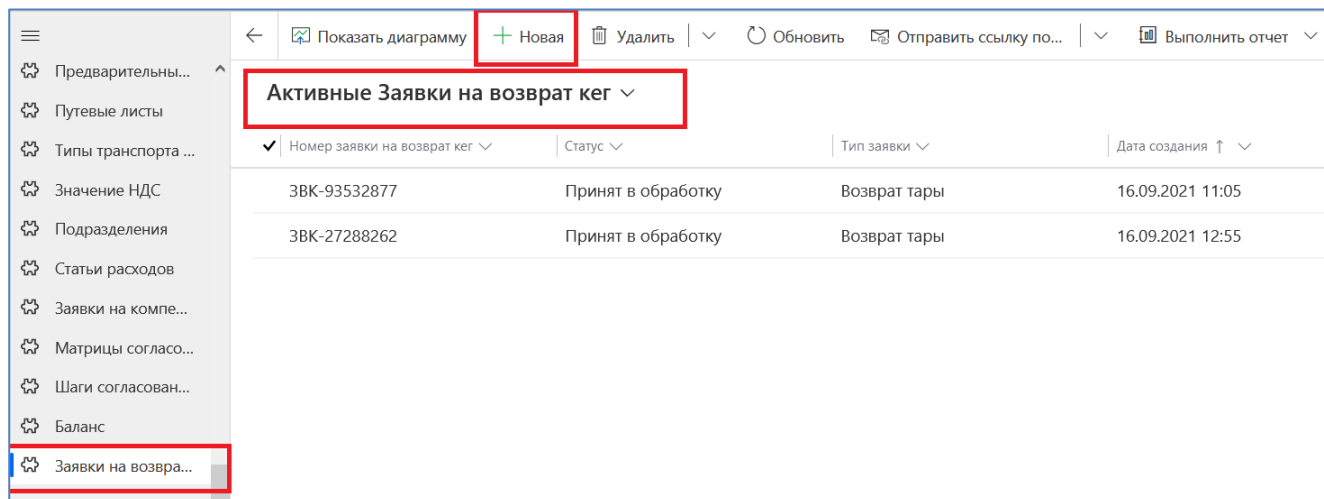 Показать диаграмму Новая Удалить Обновить Отправить ссылку по... Выполнить отчет
Предварительны...
Путевые листы
Типы транспорта ...
Значение НДС
Подразделения
Статьи расходов
Заявки на компе...
Матрицы согласо...
Шаги согласован...
Баланс
Заявки на возвра...
Активные Заявки на возврат кег
Номер заявки на возврат кег Статус Тип заявки Дата создания
ЗВК-93532877 Принят в обработку Возврат тары 16.09.2021 11:05
ЗВК-27288262 Принят в обработку Возврат тары 16.09.2021 12:55